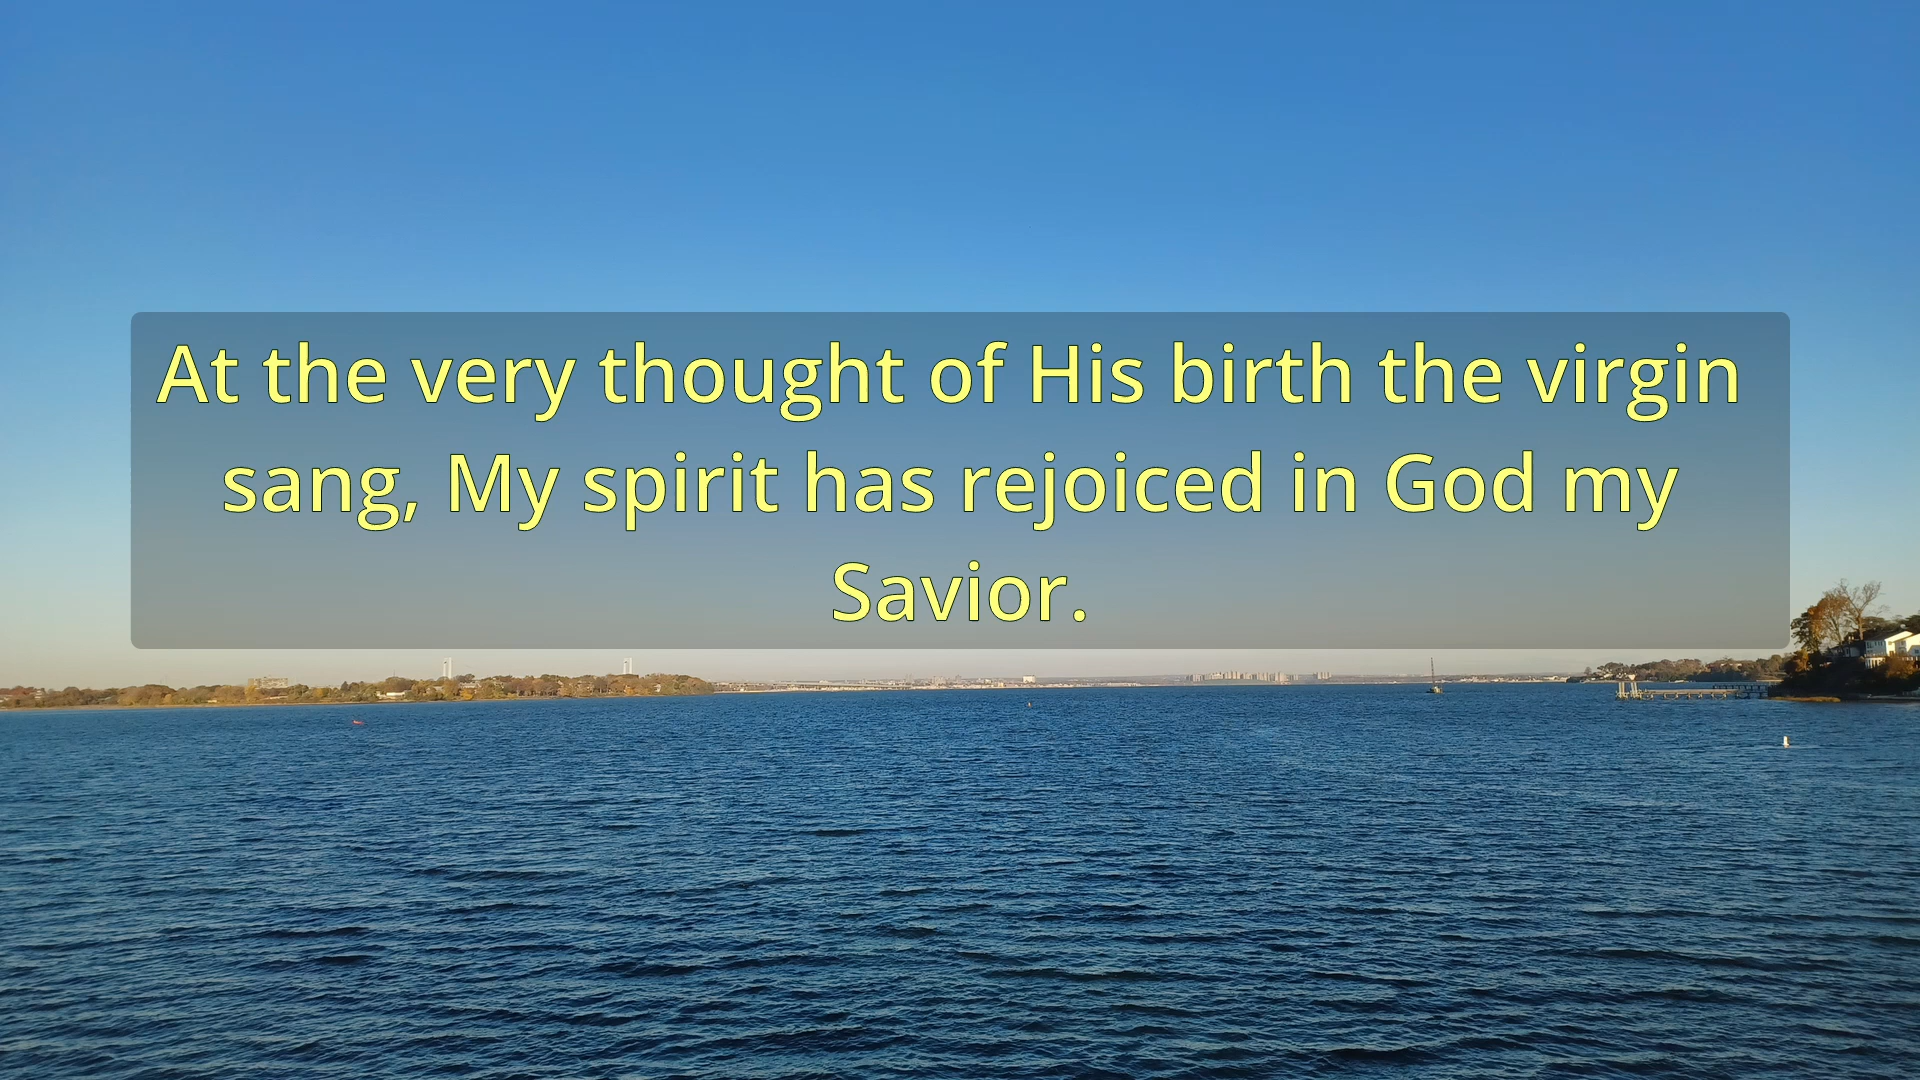 At the very thought of His birth the virgin
sang, My spirit has rejoiced in God my
Savior.